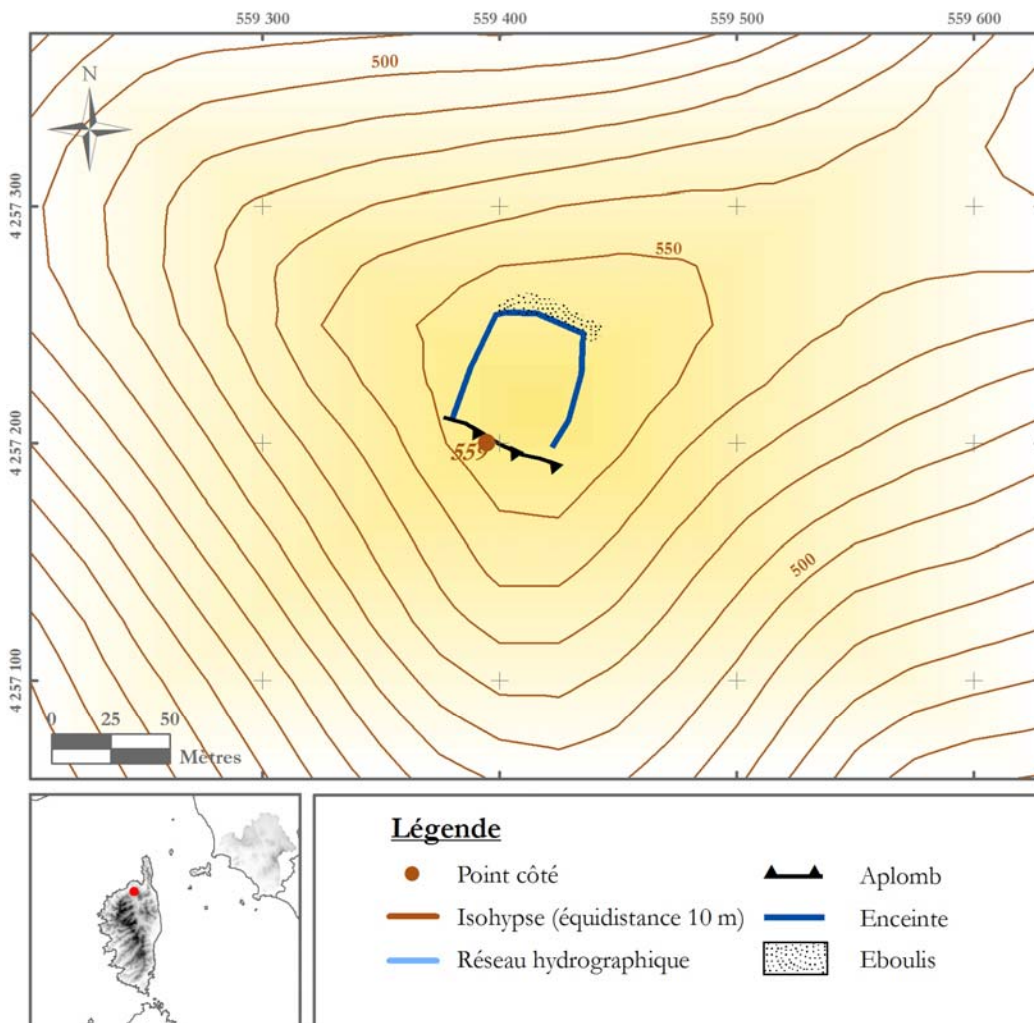 559 300 559 400 559 500 559 600
500
N
4 257 300
550
4 257 200
559
500
4 257 100
0 25 50
Mètres
Légende
Point côté
Aplomb
Isohypse (équidistance 10 m)
Enceinte
Réseau hydrographique
Eboulis